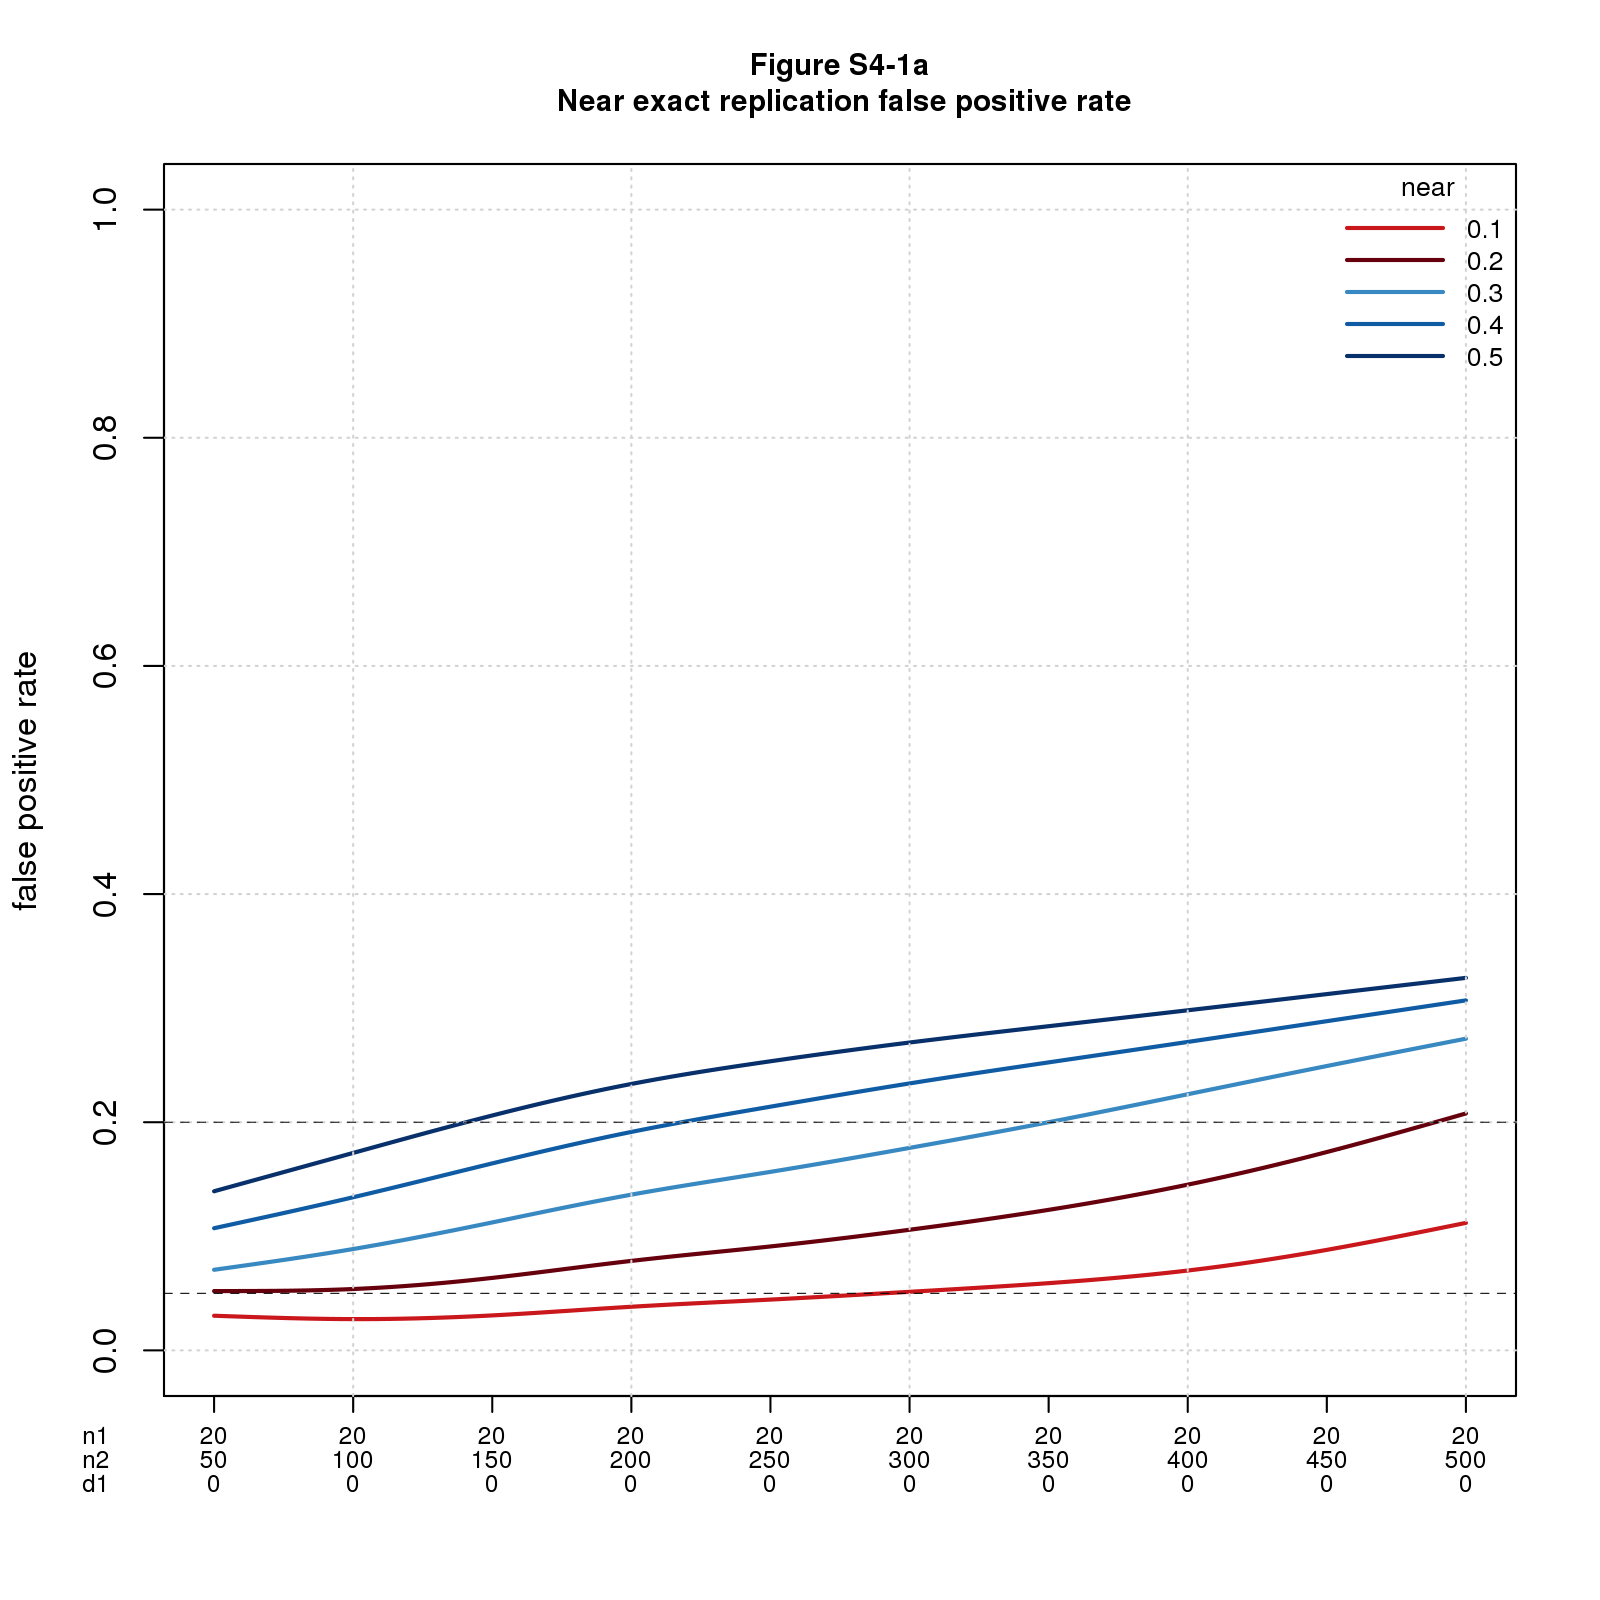 Figure S4-1a
Near exact replication false positive rate
near
0.1
0.2
0.3
0.4
0.5
false positive rate
1.0
0.8
0.6
0.4
0.2
0.0
n1 20 20 20 20 20 20 20 20 20 20
n2 50 100 150 200 250 300 350 400 450 500
d1 0 0 0 0 0 0 0 0 0 0